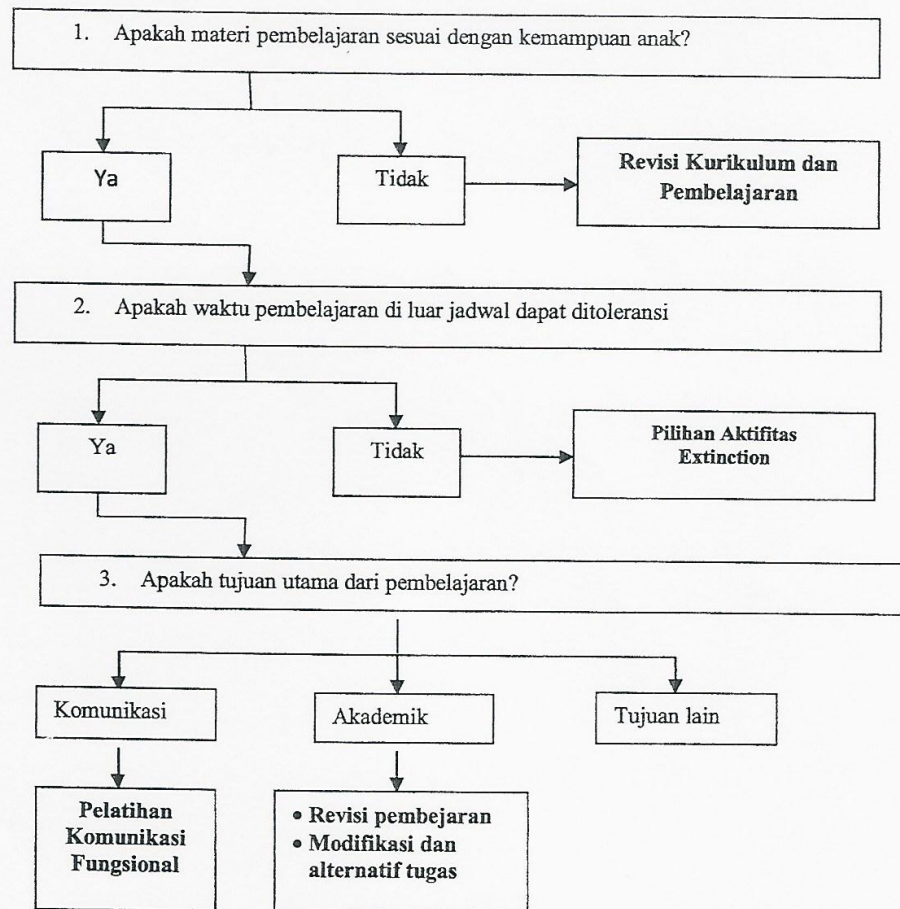 1. Apakah materi pembelajaran sesuai dengan kemampuan anak?
Ya
Tidak
Revisi Kurikulum dan
Pembelajaran
2. Apakah waktu pembelajaran di luar jadwal dapat ditoleransi
Ya
Tidak
Pilihan Aktifitas
Extinction
3. Apakah tujuan utama dari pembelajaran?
Komunikasi
Akademik
Tujuan lain
Pelatihan
Komunikasi
Fungsional
• Revisi pembejaran
• Modifikasi dan
alternatif tugas